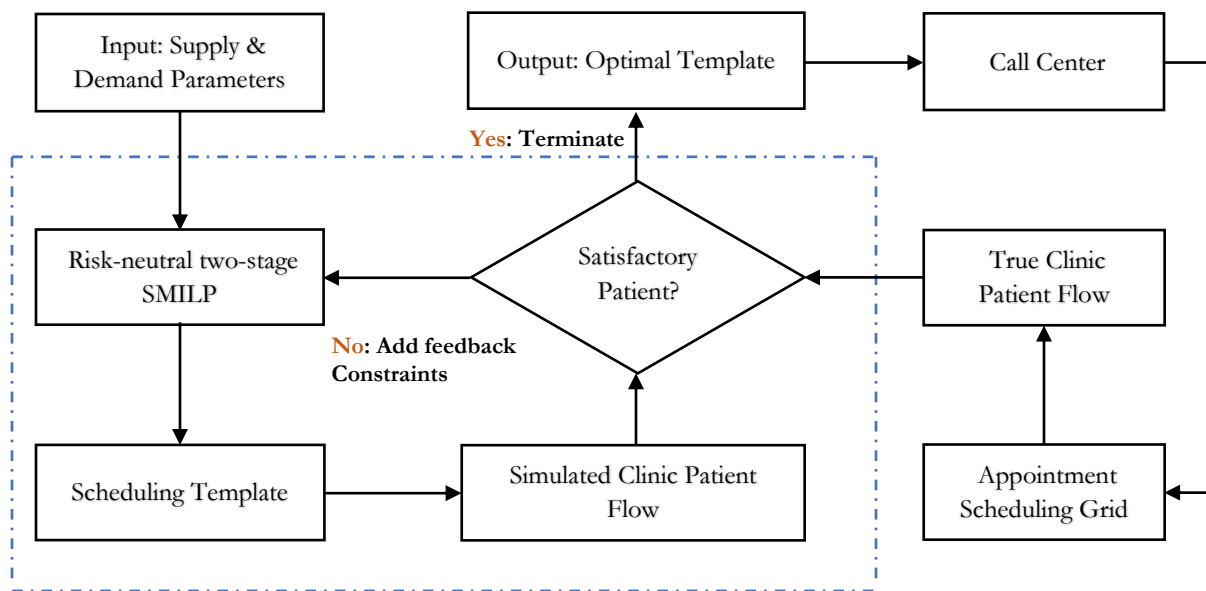 Input: Supply &
Demand Parameters
Output: Optimal Template
Call Center
Yes: Terminate
Risk-neutral two-stage
SMILP
Satisfactory
Patient?
True Clinic
Patient Flow
No: Add feedback
Constraints
Scheduling Template
Simulated Clinic Patient
Flow
Appointment
Scheduling Grid